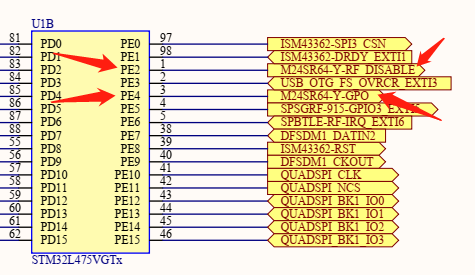 U1B
81 PD0 PE0 97 ISM43362-SPI3_CSN
82 PD1 PE1 98 ISM43362-DRDY_EXTI1
83 PD2 PE2 1 M24SR64-Y-RF_DISABLE
84 PD3 PE3 2 USB_OTG_FS_OVRCR_EXTI3
85 PD4 PE4 3 M24SR64-Y-GPO
86 PD5 PE5 4 SPSGRF-915-GPIO3_EXTI5
87 PD6 PE6 5 SPBTLE-RF-IRQ_EXTI6
88 PD7 PE7 38 DFSDM1_DATIN2
55 PD8 PE8 39 ISM43362-RST
56 PD9 PE9 40 DFSDM1_CKOUT
57 PD10 PE10 41 QUADSPI_CLK
58 PD11 PE11 42 QUADSPI_NCS
59 PD12 PE12 43 QUADSPI_BK1_IO0
60 PD13 PE13 44 QUADSPI_BK1_IO1
61 PD14 PE14 45 QUADSPI_BK1_IO2
62 PD15 PE15 46 QUADSPI_BK1_IO3
STM32L475VGTx